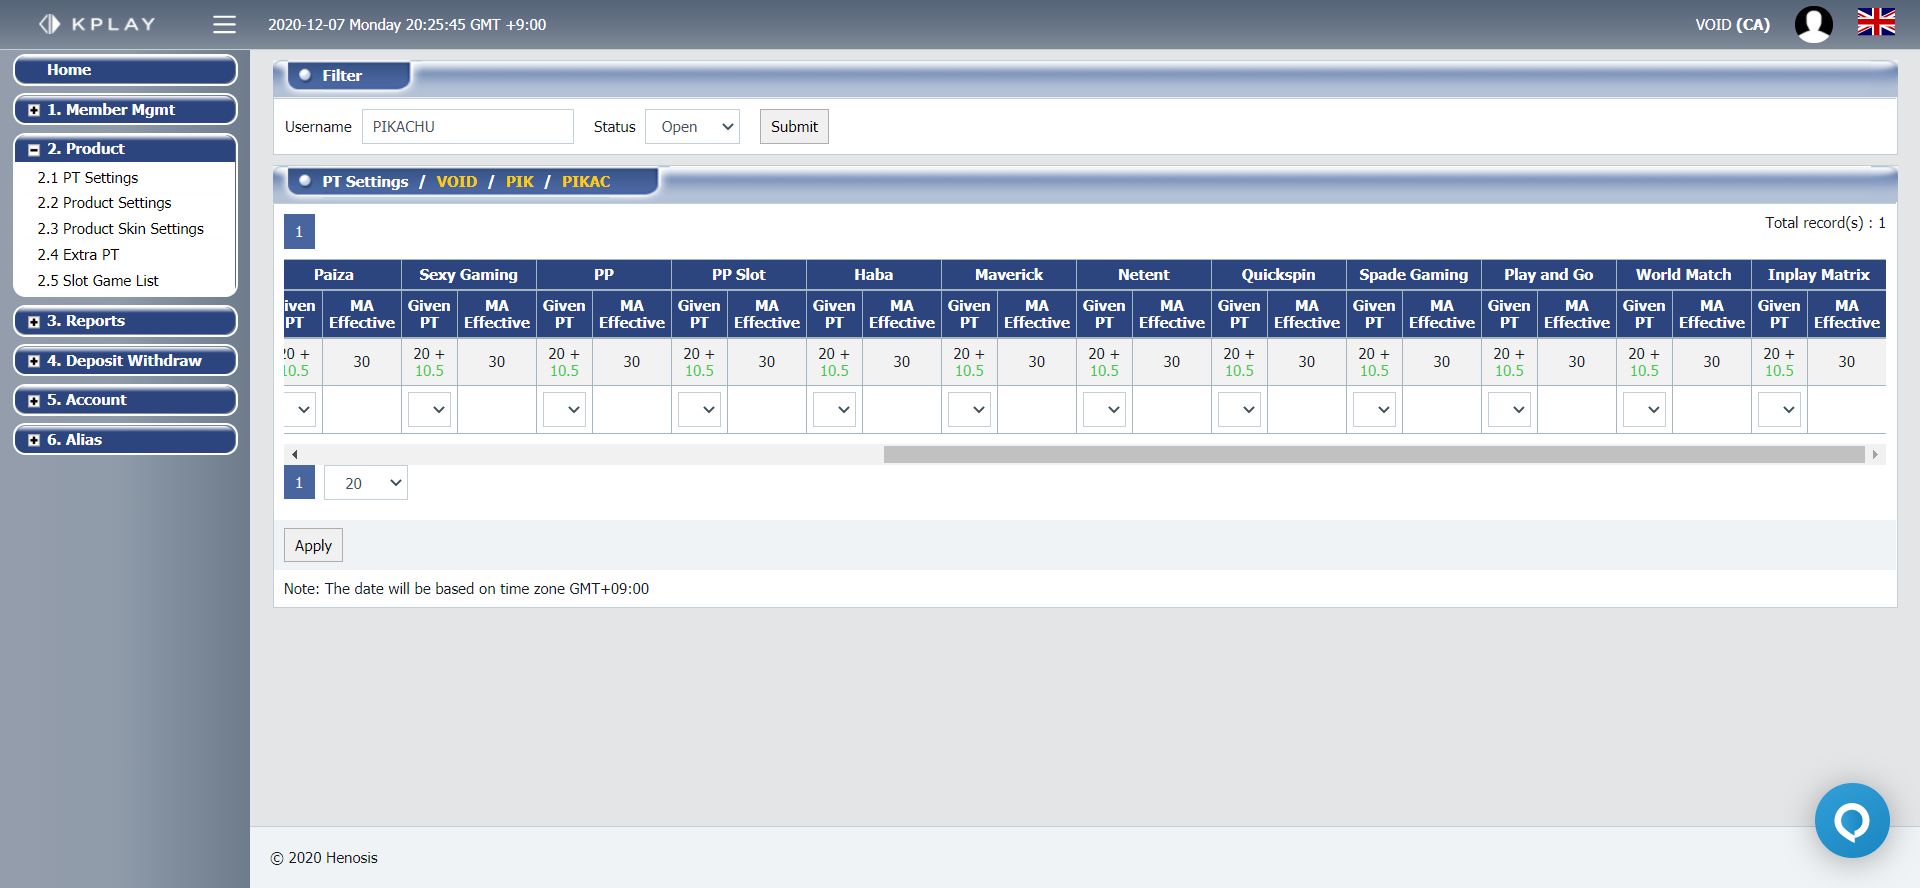 KPLAY
2020-12-07 Monday 20:25:45 GMT +9:00
VOID (CA)
Home
1. Member Mgmt
2. Product
2.1 PT Settings
2.2 Product Settings
2.3 Product Skin Settings
2.4 Extra PT
2.5 Slot Game List
3. Reports
4. Deposit Withdraw
5. Account
6. Alias
Filter
Username PIKACHU Status Open Submit
PT Settings / VOID / PIK / PIKAC
1
Total record(s) : 1
Paiza Sexy Gaming PP PP Slot Haba Maverick Netent Quickspin Spade Gaming Play and Go World Match Inplay Matrix
iven MA Given MA Given MA Given MA Given MA Given MA Given MA Given MA Given MA Given MA Given MA Given MA
PT Effective PT Effective PT Effective PT Effective PT Effective PT Effective PT Effective PT Effective PT Effective PT Effective PT Effective PT Effective
20 + 30 20 + 30 20 + 30 20 + 30 20 + 30 20 + 30 20 + 30 20 + 30 20 + 30 20 + 30 20 + 30 20 + 30
10.5 10.5 10.5 10.5 10.5 10.5 10.5 10.5 10.5 10.5 10.5 10.5
1 20
Apply
Note: The date will be based on time zone GMT+09:00
© 2020 Henosis